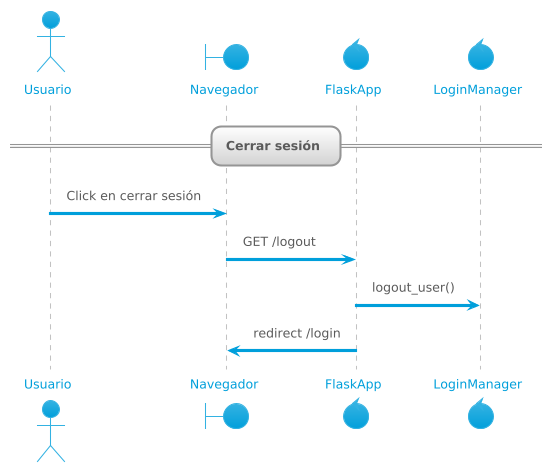 Usuario
Navegador
FlaskApp
LoginManager
Cerrar sesión
Click en cerrar sesión
GET /logout
logout_user()
redirect /login
Usuario
Navegador
FlaskApp
LoginManager